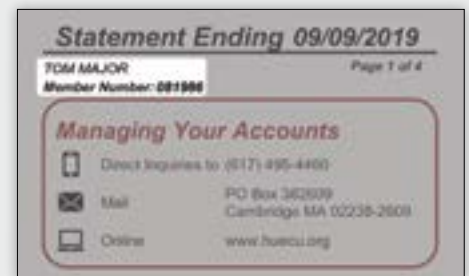 Statement Ending 09/09/2019
TOM MAJOR
Page 1 of 4
Member Number: 081986
Managing Your Accounts
Direct Inquiries to (617) 495-4460
Mail
PO Box 382609
Cambridge MA 02238-2609
Online
www.huecu.org